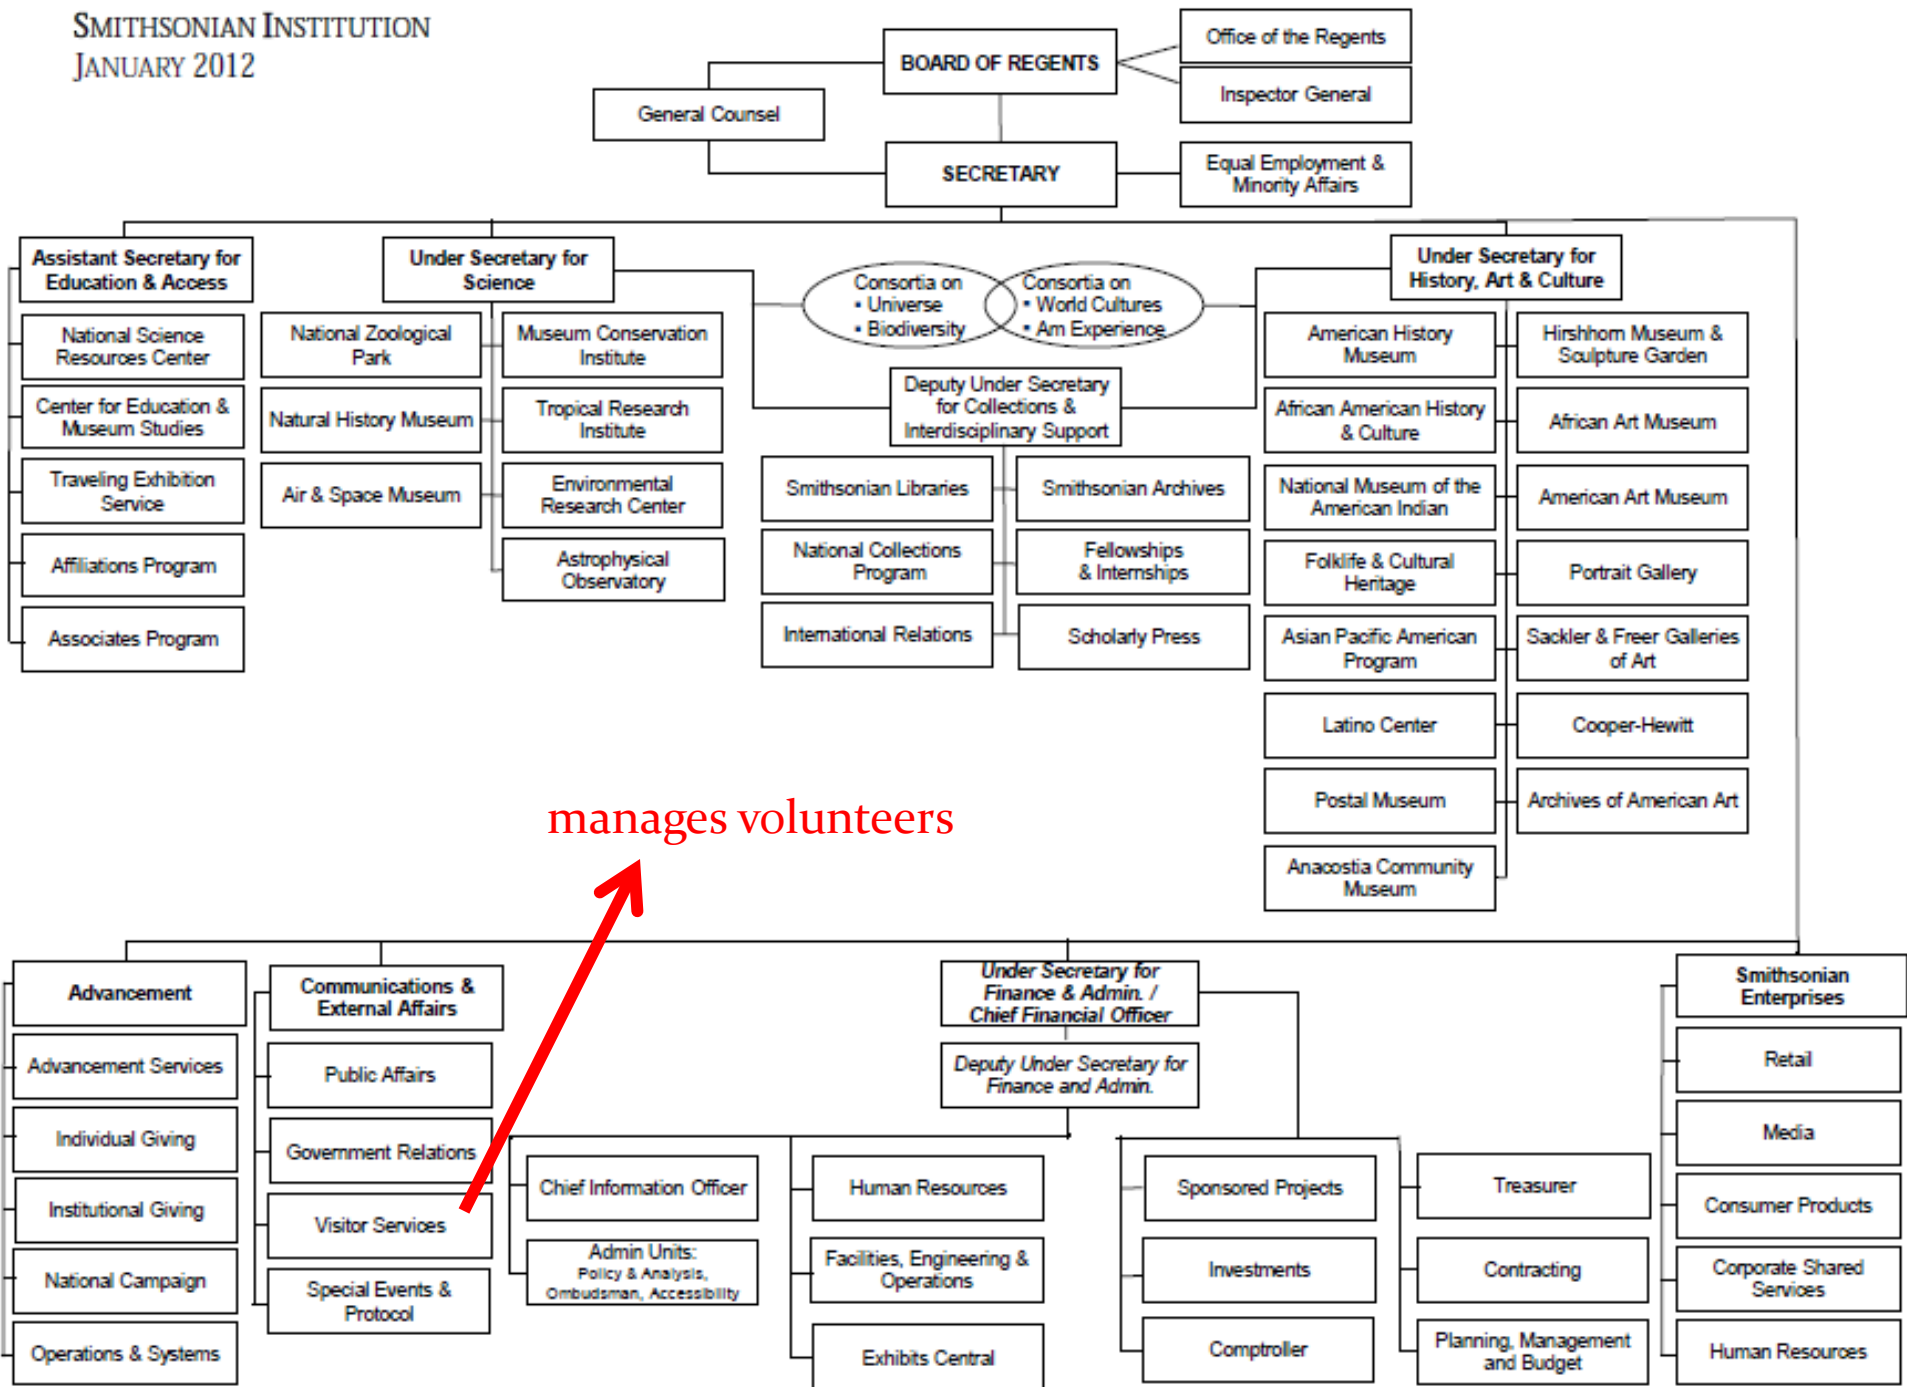 SMITHSONIAN INSTITUTION
JANUARY 2012
BOARD OF REGENTS
Office of the Regents
Inspector General
General Counsel
SECRETARY
Equal Employment &
Minority Affairs
Assistant Secretary for
Education & Access
National Science
Resources Center
Center for Education &
Museum Studies
Traveling Exhibition
Service
Affiliations Program
Associates Program
Under Secretary for
Science
National Zoological
Park
Museum Conservation
Institute
Natural History Museum
Tropical Research
Institute
Air & Space Museum
Environmental
Research Center
Astrophysical
Observatory
Consortia on
▪ Universe
▪ Biodiversity
Consortia on
▪ World Cultures
▪ Am Experience
Deputy Under Secretary
for Collections &
Interdisciplinary Support
Smithsonian Libraries
Smithsonian Archives
National Collections
Program
Fellowships
& Internships
International Relations
Scholarly Press
Under Secretary for
History, Art & Culture
American History
Museum
Hirshhorn Museum &
Sculpture Garden
African American History
& Culture
African Art Museum
National Museum of the
American Indian
American Art Museum
Folklife & Cultural
Heritage
Portrait Gallery
Asian Pacific American
Program
Sackler & Freer Galleries
of Art
Latino Center
Cooper-Hewitt
Postal Museum
Archives of American Art
Anacostia Community
Museum
manages volunteers
Advancement
Advancement Services
Individual Giving
Institutional Giving
National Campaign
Operations & Systems
Communications &
External Affairs
Public Affairs
Government Relations
Visitor Services
Special Events &
Protocol
Under Secretary for
Finance & Admin. /
Chief Financial Officer
Deputy Under Secretary for
Finance and Admin.
Chief Information Officer
Admin Units:
Policy & Analysis,
Ombudsman, Accessibility
Human Resources
Facilities, Engineering &
Operations
Exhibits Central
Sponsored Projects
Investments
Comptroller
Treasurer
Contracting
Planning, Management
and Budget
Smithsonian
Enterprises
Retail
Media
Consumer Products
Corporate Shared
Services
Human Resources